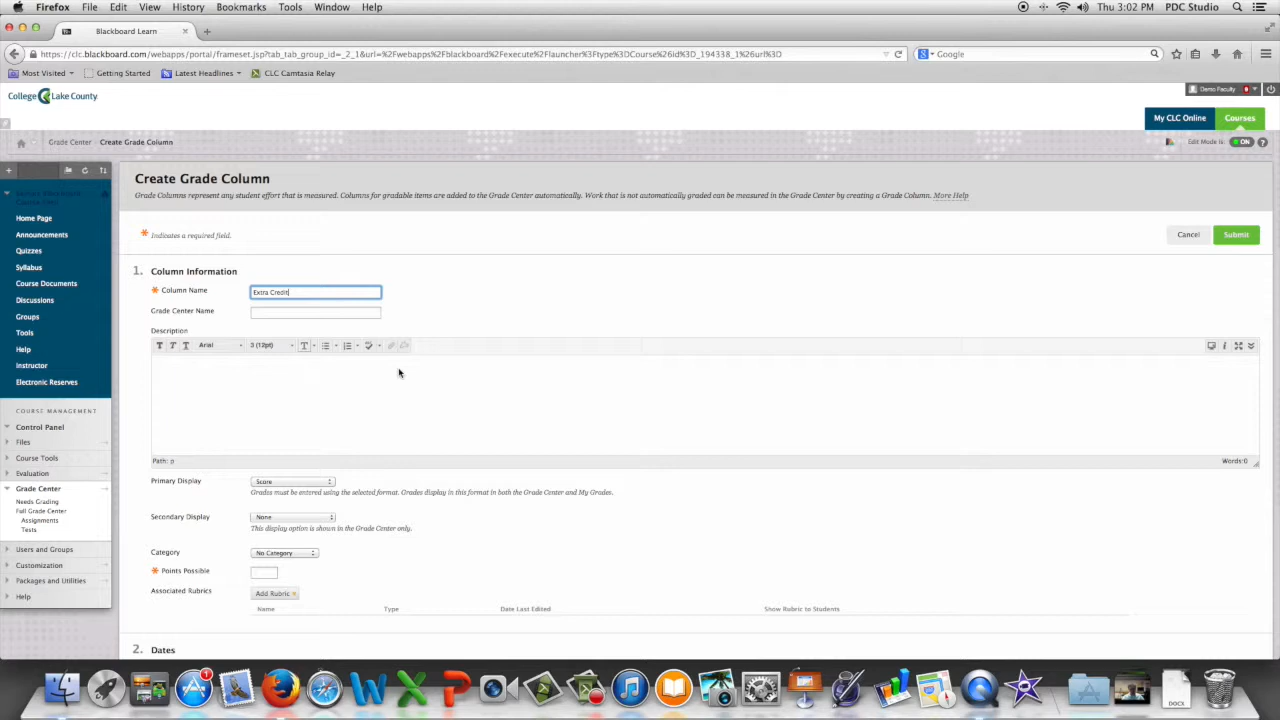 Firefox File Edit View History Bookmarks Tools Window Help Thu 3:02 PM PDC Studio
Blackboard Learn
https://clc.blackboard.com/webapps/portal/frameset.jsp?tab_tab_group_id=_2_1&url=%2Fwebapps%2Fblackboard%2Fexecute%2Flauncher%3Ftype%3DCourse%26id%3D_194338_1%26url%3D Google
Most Visited Getting Started Latest Headlines CLC Camtasia Relay
College Lake County
Demo Faculty
My CLC Online Courses
Grade Center Create Grade Column Edit Mode is: ON
Create Grade Column
Grade Columns represent any student effort that is measured. Columns for gradable items are added to the Grade Center automatically. Work that is not automatically graded can be measured in the Grade Center by creating a Grade Column. More Help
Home Page
Announcements
Quizzes
Syllabus
Course Documents
Discussions
Groups
Tools
Help
Instructor
Electronic Reserves
COURSE MANAGEMENT
Control Panel
Files
Course Tools
Evaluation
Grade Center
Needs Grading
Full Grade Center
Assignments
Tests
Users and Groups
Customization
Packages and Utilities
Help
* Indicates a required field.
Cancel Submit
1. Column Information
* Column Name Extra Credit
Grade Center Name
Description
T T T Arial 3 (12pt) T
Path: p Words:0
Primary Display Score
Grades must be entered using the selected format. Grades display in this format in both the Grade Center and My Grades.
Secondary Display None
This display option is shown in the Grade Center only.
Category No Category
* Points Possible
Associated Rubrics Add Rubric
Name Type Date Last Edited Show Rubric to Students
2. Dates
1
DOCX